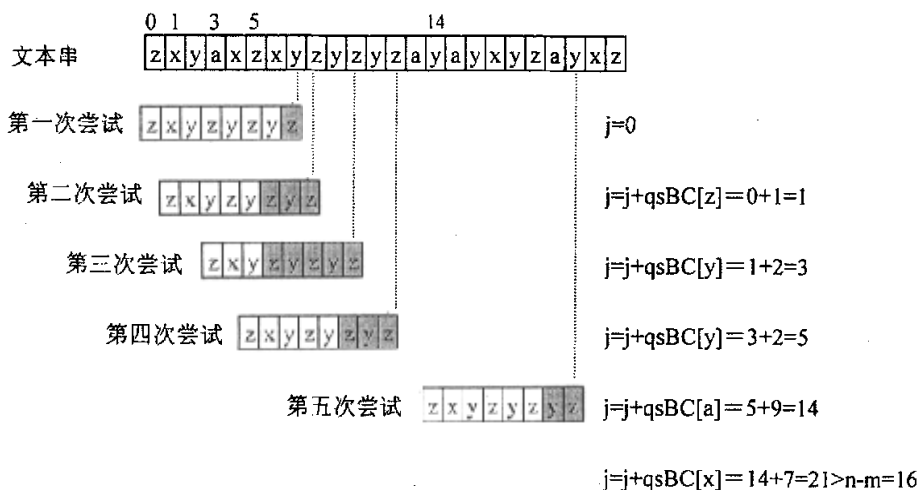 0 1 3 5 14
文本串 z x y a x z x y z y z y z a y a y x y z a y x z
第一次尝试 z x y z y z y z j=0
第二次尝试 z x y z y z y z j=j+qsBC[z]=0+1=1
第三次尝试 z x y z y z y z j=j+qsBC[y]=1+2=3
第四次尝试 z x y z y z y z j=j+qsBC[y]=3+2=5
第五次尝试 z x y z y z y z j=j+qsBC[a]=5+9=14
j=j+qsBC[x]=14+7=21>n-m=16